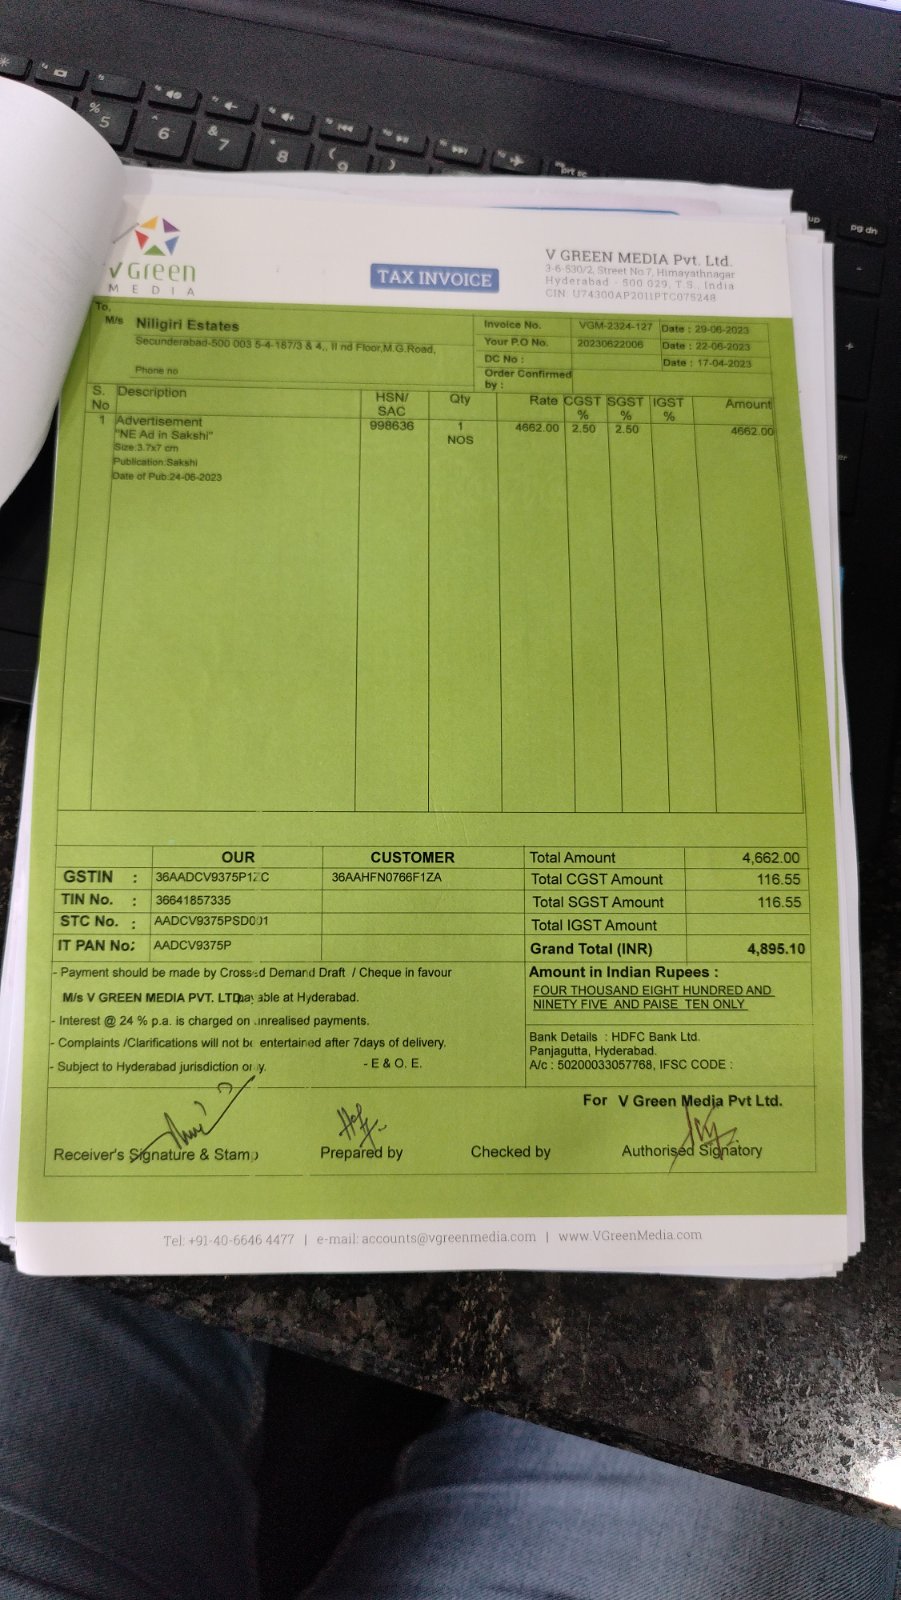 V GREEN
MEDIA
TAX INVOICE
V GREEN MEDIA Pvt. Ltd.
3-6-530/2, Street No.7, Himayathnagar
Hyderabad - 500 029, T.S., India
CIN: U74300AP2011PTC075248
To,
M/s Niligiri Estates
Secunderabad-500 003 5-4-187/3 & 4,, II nd Floor,M.G.Road,
Phone no
Invoice No. VGM-2324-127 Date : 29-06-2023
Your P.O No. 20230622006 Date : 22-06-2023
DC No : Date : 17-04-2023
Order Confirmed
by :
S. No Description HSN/ SAC Qty Rate CGST % SGST % IGST % Amount
1 Advertisement 998636 1 4662.00 2.50 2.50 4662.00
"NE Ad in Sakshi" NOS
Size:3.7x7 cm
Publication:Sakshi
Date of Pub:24-06-2023
OUR CUSTOMER
GSTIN : 36AADCV9375P1ZC 36AAHFN0766F1ZA
TIN No. : 36641857335
STC No. : AADCV9375PSD001
IT PAN No: AADCV9375P
Total Amount 4,662.00
Total CGST Amount 116.55
Total SGST Amount 116.55
Total IGST Amount
Grand Total (INR) 4,895.10
- Payment should be made by Crossed Demand Draft / Cheque in favour
M/s V GREEN MEDIA PVT. LTD. payable at Hyderabad.
- Interest @ 24 % p.a. is charged on unrealised payments.
- Complaints /Clarifications will not be entertained after 7days of delivery.
- Subject to Hyderabad jurisdiction only. - E & O. E.
Amount in Indian Rupees :
FOUR THOUSAND EIGHT HUNDRED AND
NINETY FIVE AND PAISE TEN ONLY
Bank Details : HDFC Bank Ltd.
Panjagutta, Hyderabad.
A/c : 50200033057768, IFSC CODE :
For V Green Media Pvt Ltd.
Receiver's Signature & Stamp Prepared by Checked by Authorised Signatory
Tel: +91-40-6646 4477 | e-mail: accounts@vgreenmedia.com | www.VGreenMedia.com